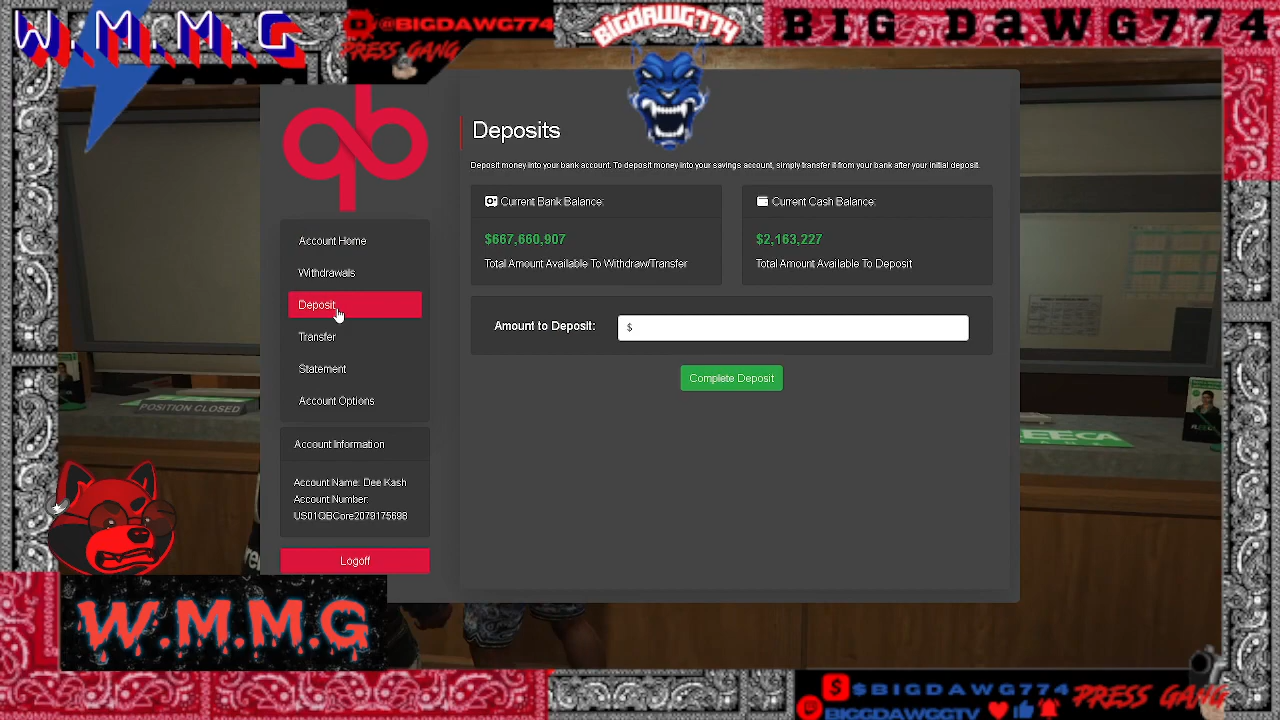 W.M.M.G
@BIGDAWG774
PRESS GANG
BIGDAWG774
BIG DAWG774
qb
Account Home
Withdrawals
Deposit
Transfer
Statement
Account Options
Account Information
Account Name: Dee Kash
Account Number:
US01QBCore2079175698
Logoff
Deposits
Deposit money into your bank account. To deposit money into your savings account, simply transfer it from your bank after your initial deposit.
Current Bank Balance:
$667,660,907
Total Amount Available To Withdraw/Transfer
Current Cash Balance:
$2,163,227
Total Amount Available To Deposit
Amount to Deposit:
$
Complete Deposit
POSITION CLOSED
FLEECA
W.M.M.G
$BIGDAWG774
BIGGDAWGGTV
PRESS GANG